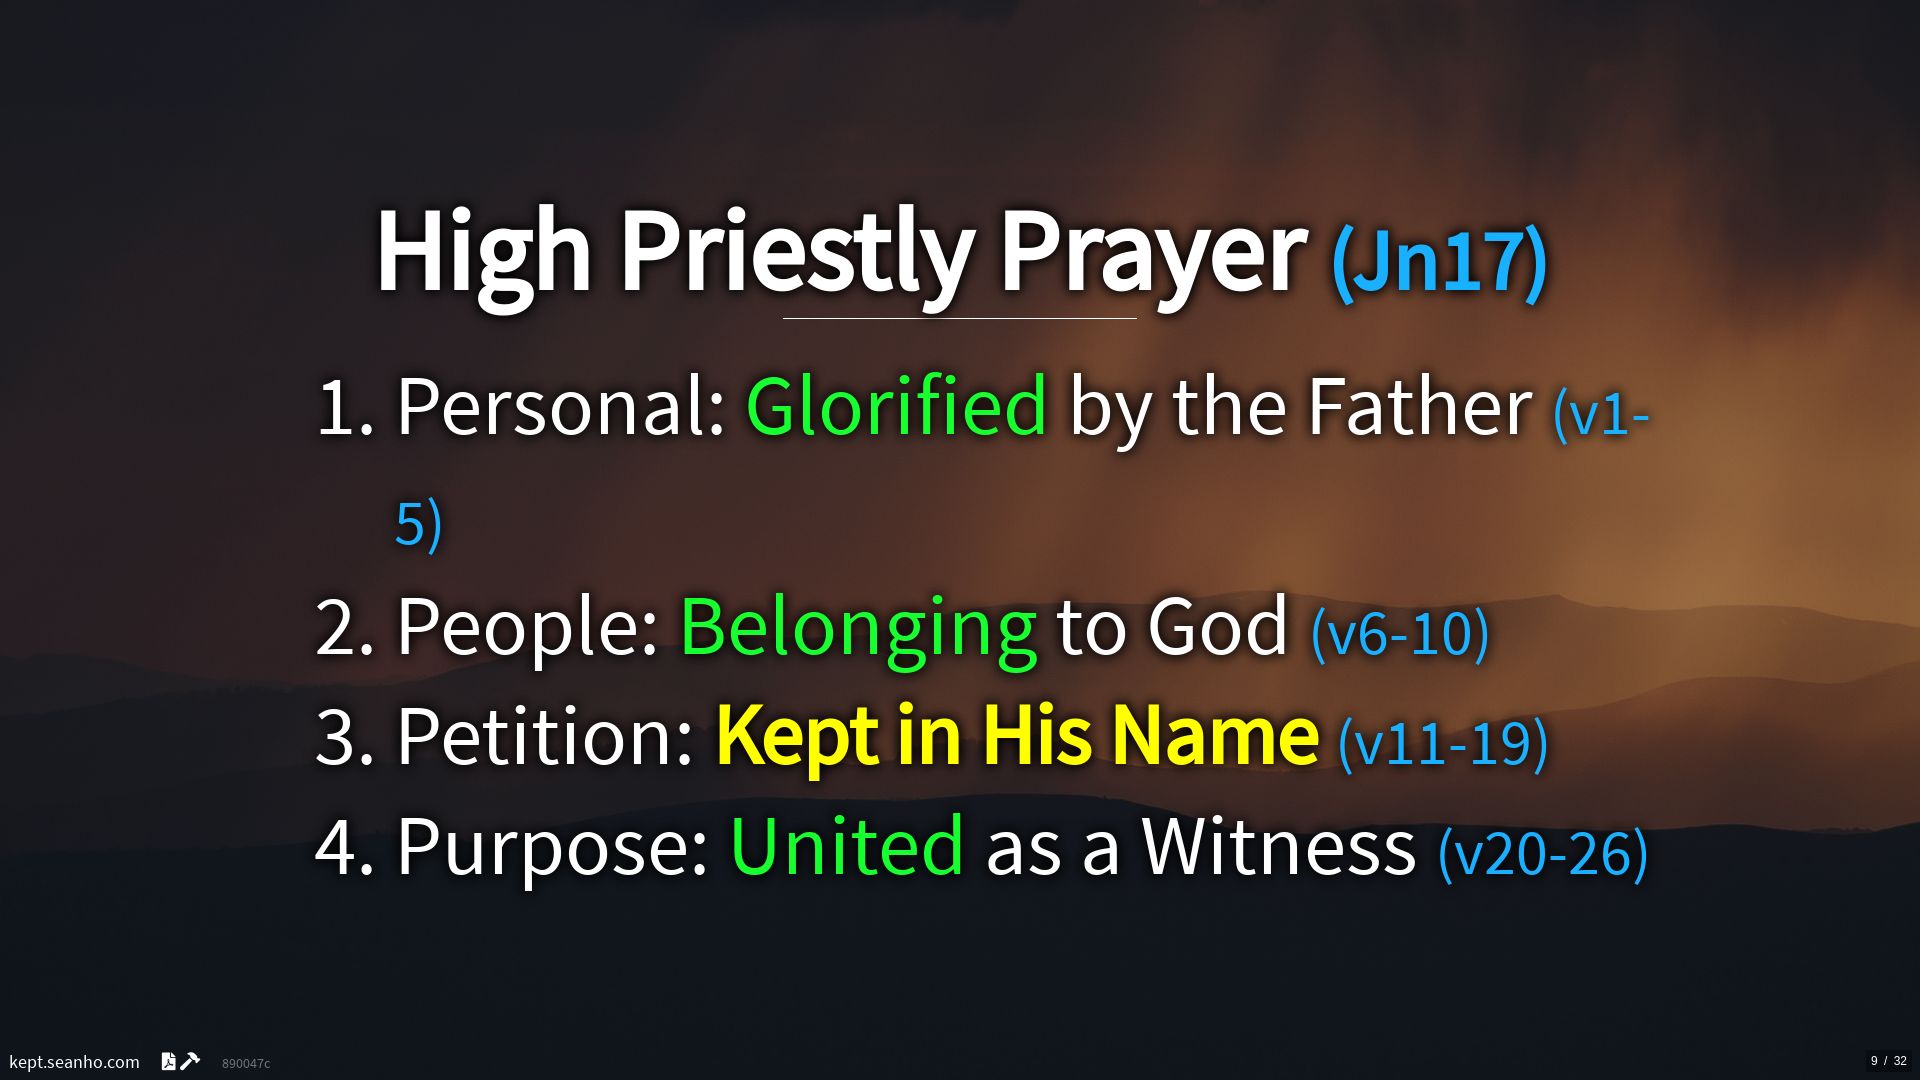 High Priestly Prayer (Jn17)
1. Personal: Glorified by the Father (v1-
5)
2. People: Belonging to God (v6-10)
3. Petition: Kept in His Name (v11-19)
4. Purpose: United as a Witness (v20-26)
kept.seanho.com 890047c 9 / 32